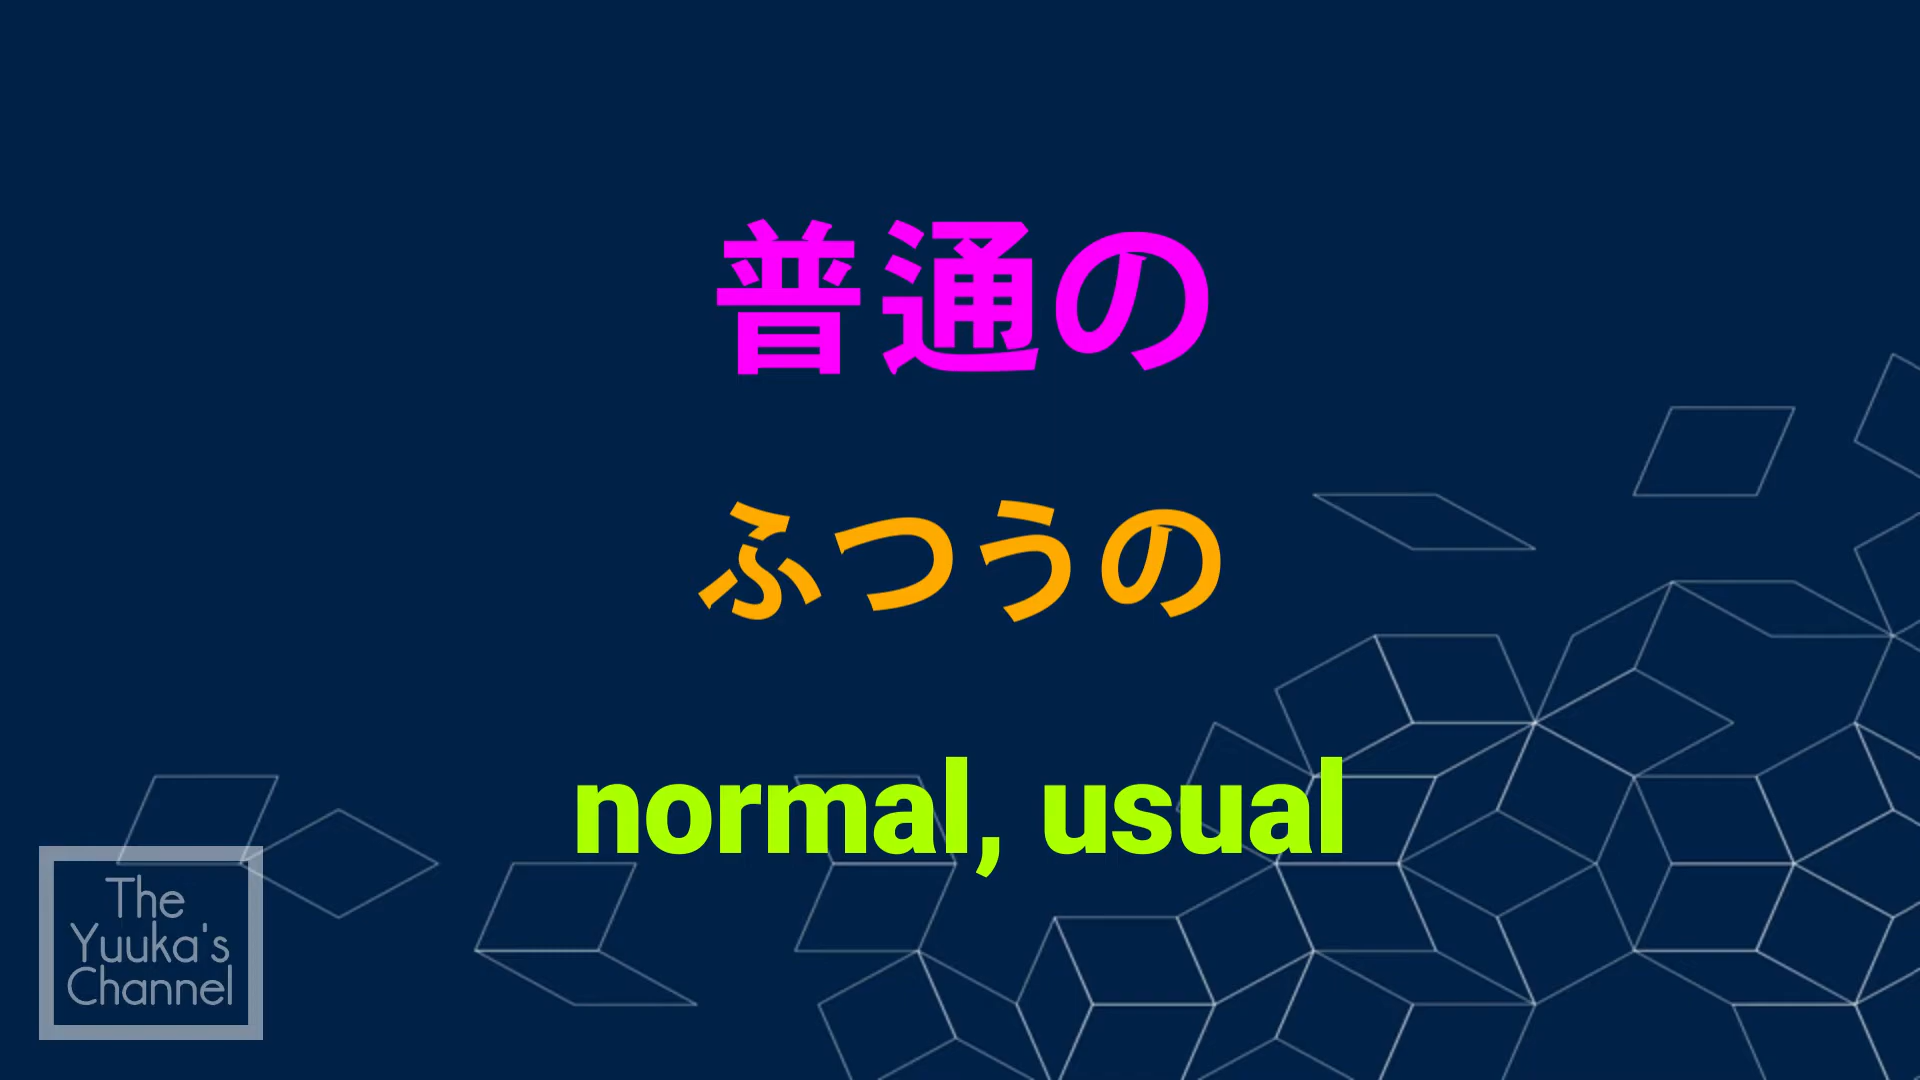 普通の
ふつうの
normal, usual
The
Yuuka's
Channel